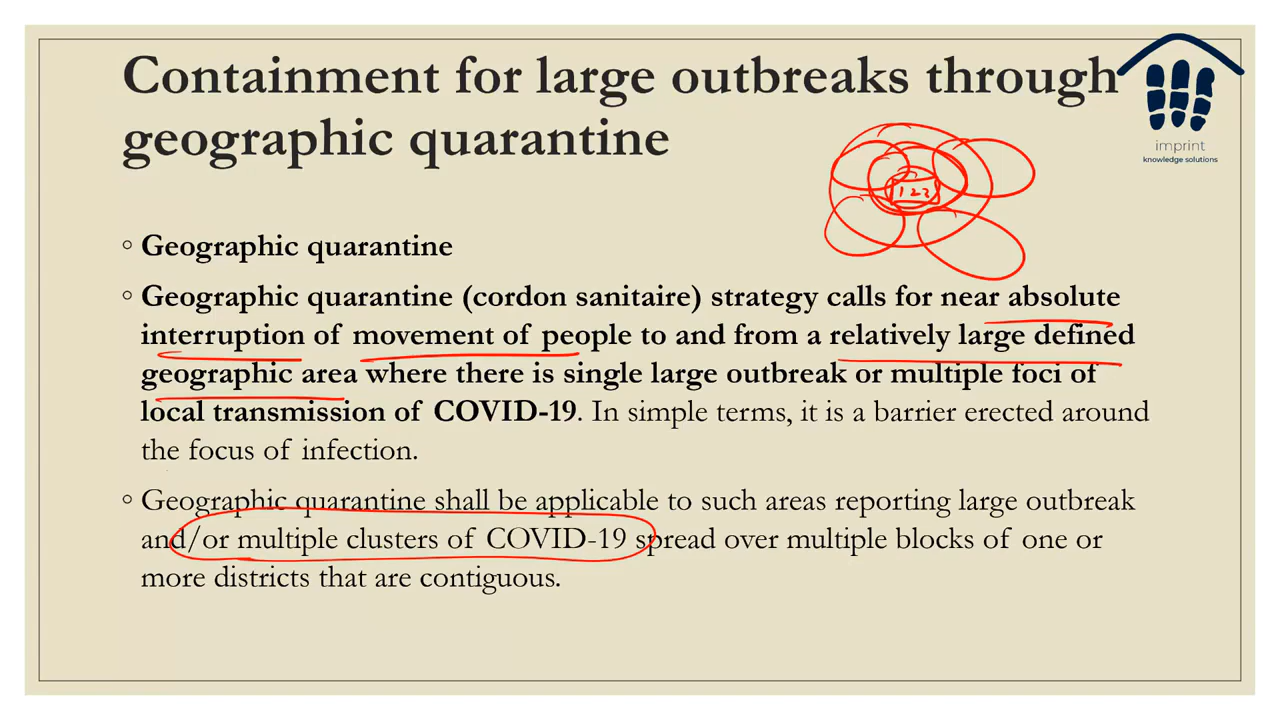 Containment for large outbreaks through
geographic quarantine
imprint
knowledge solutions
1 2 3
◦ Geographic quarantine
◦ Geographic quarantine (cordon sanitaire) strategy calls for near absolute
interruption of movement of people to and from a relatively large defined
geographic area where there is single large outbreak or multiple foci of
local transmission of COVID-19. In simple terms, it is a barrier erected around
the focus of infection.
◦ Geographic quarantine shall be applicable to such areas reporting large outbreak
and/or multiple clusters of COVID-19 spread over multiple blocks of one or
more districts that are contiguous.